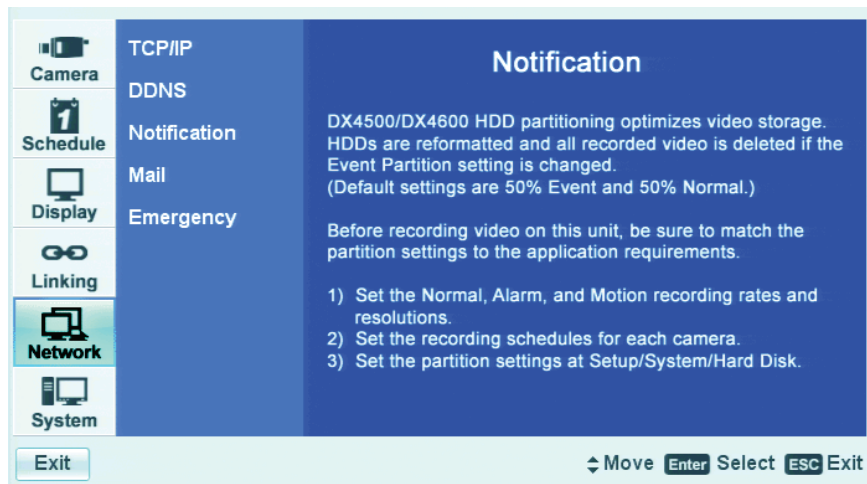 Camera
Schedule
Display
Linking
Network
System
TCP/IP
DDNS
Notification
Mail
Emergency
Notification
DX4500/DX4600 HDD partitioning optimizes video storage.
HDDs are reformatted and all recorded video is deleted if the
Event Partition setting is changed.
(Default settings are 50% Event and 50% Normal.)
Before recording video on this unit, be sure to match the
partition settings to the application requirements.
1) Set the Normal, Alarm, and Motion recording rates and
resolutions.
2) Set the recording schedules for each camera.
3) Set the partition settings at Setup/System/Hard Disk.
Exit
Move Enter Select ESC Exit